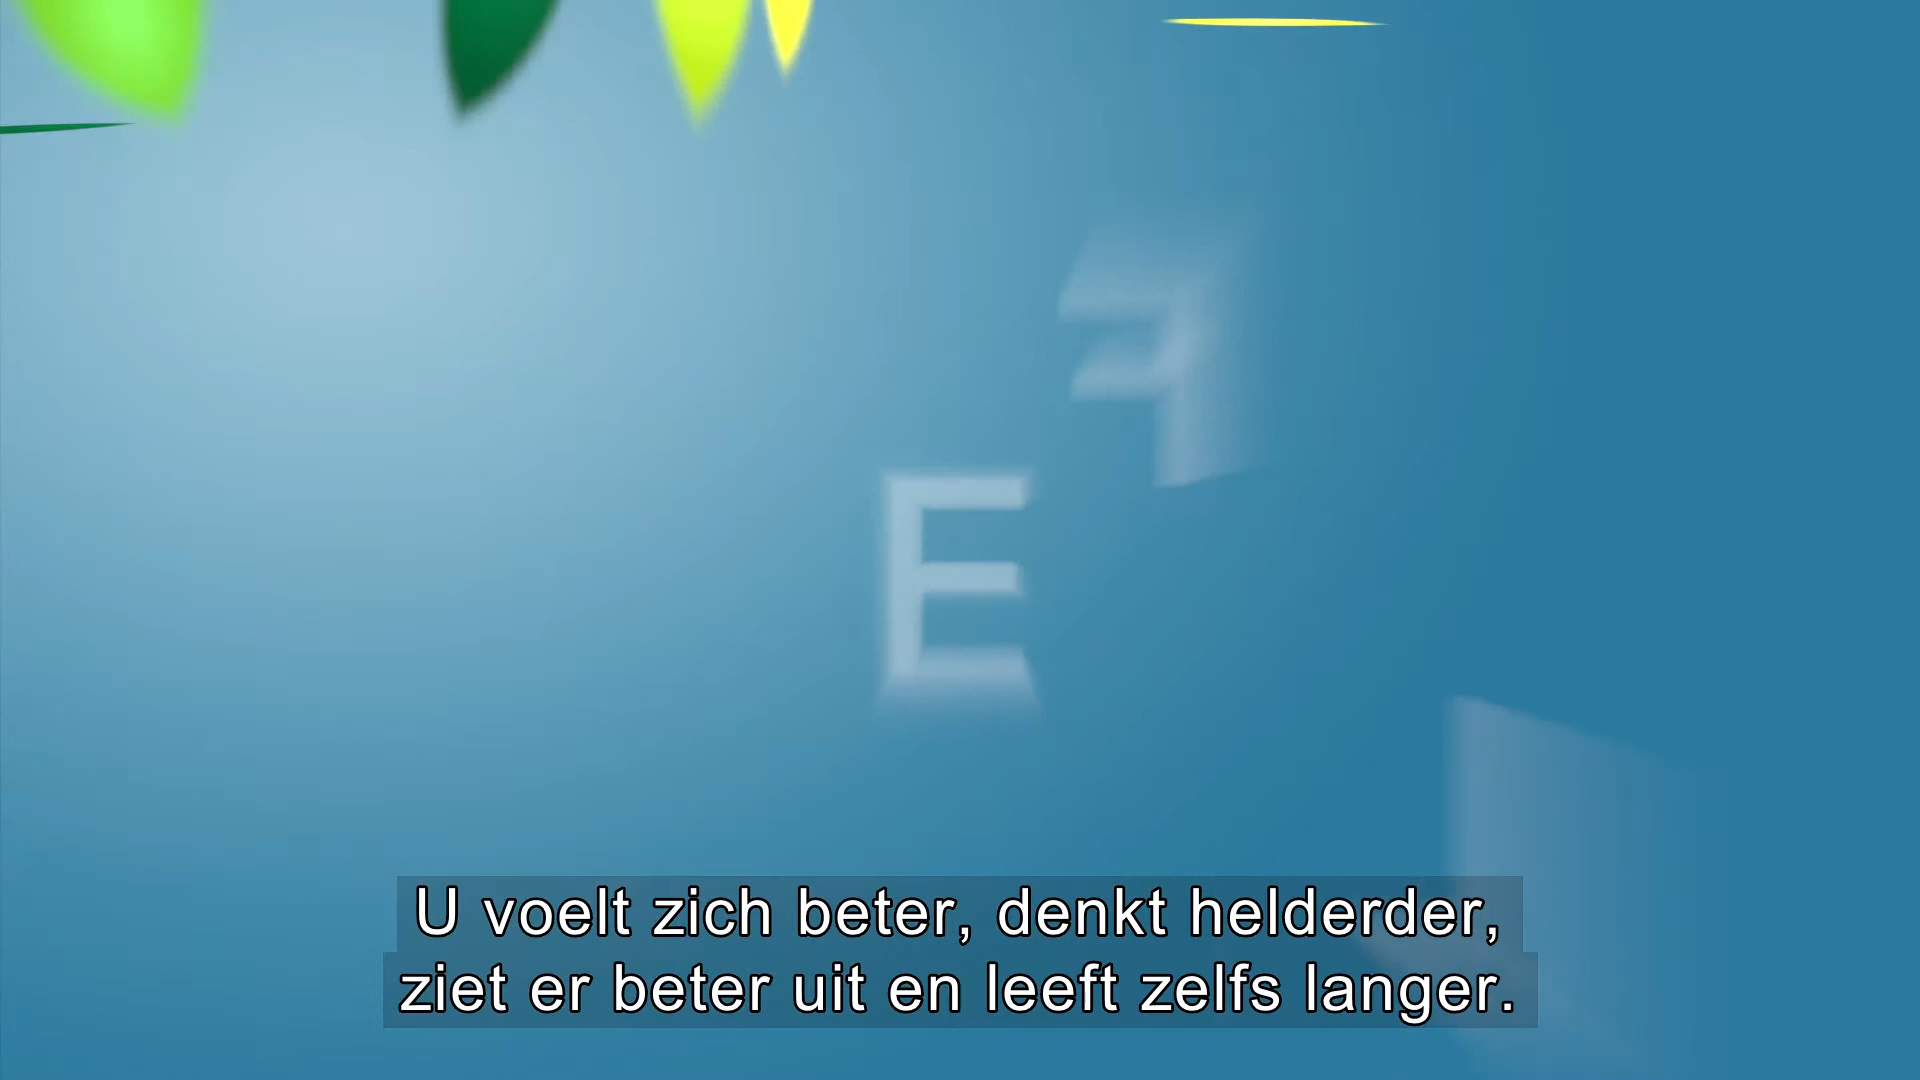 F
E
U voelt zich beter, denkt helderder,
ziet er beter uit en leeft zelfs langer.